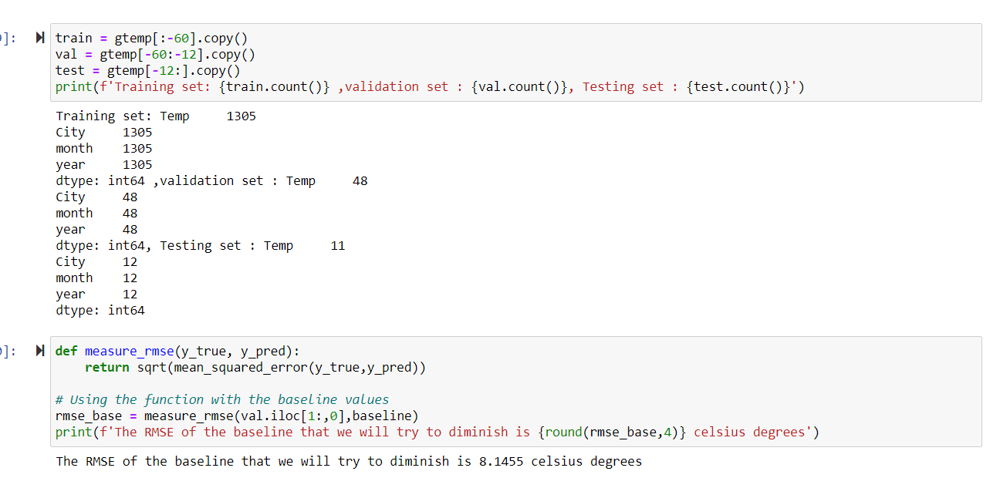 ]: train = gtemp[:-60].copy()
val = gtemp[-60:-12].copy()
test = gtemp[-12:].copy()
print(f'Training set: {train.count()} ,validation set : {val.count()}, Testing set : {test.count()}')
Training set: Temp     1305
City     1305
month    1305
year     1305
dtype: int64 ,validation set : Temp     48
City     48
month    48
year     48
dtype: int64, Testing set : Temp     11
City     12
month    12
year     12
dtype: int64
]: def measure_rmse(y_true, y_pred):
    return sqrt(mean_squared_error(y_true,y_pred))
# Using the function with the baseline values
rmse_base = measure_rmse(val.iloc[1:,0],baseline)
print(f'The RMSE of the baseline that we will try to diminish is {round(rmse_base,4)} celsius degrees')
The RMSE of the baseline that we will try to diminish is 8.1455 celsius degrees